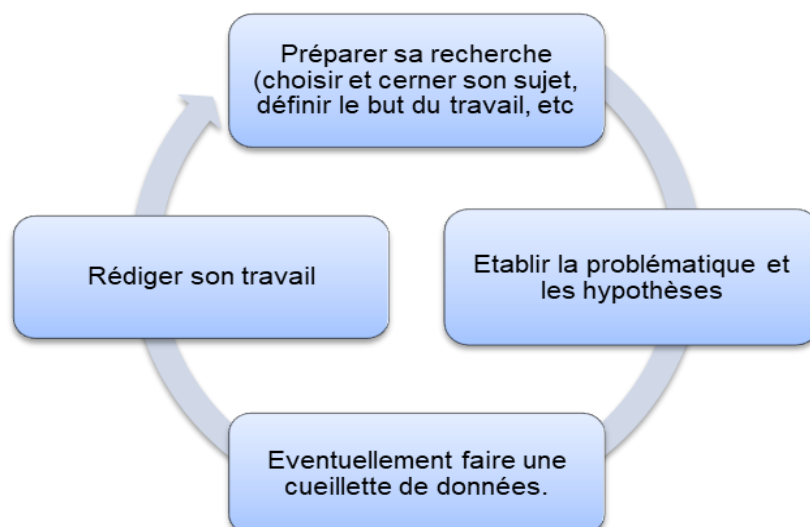 Préparer sa recherche
(choisir et cerner son sujet,
définir le but du travail, etc
Etablir la problématique et
les hypothèses
Eventuellement faire une
cueillette de données.
Rédiger son travail